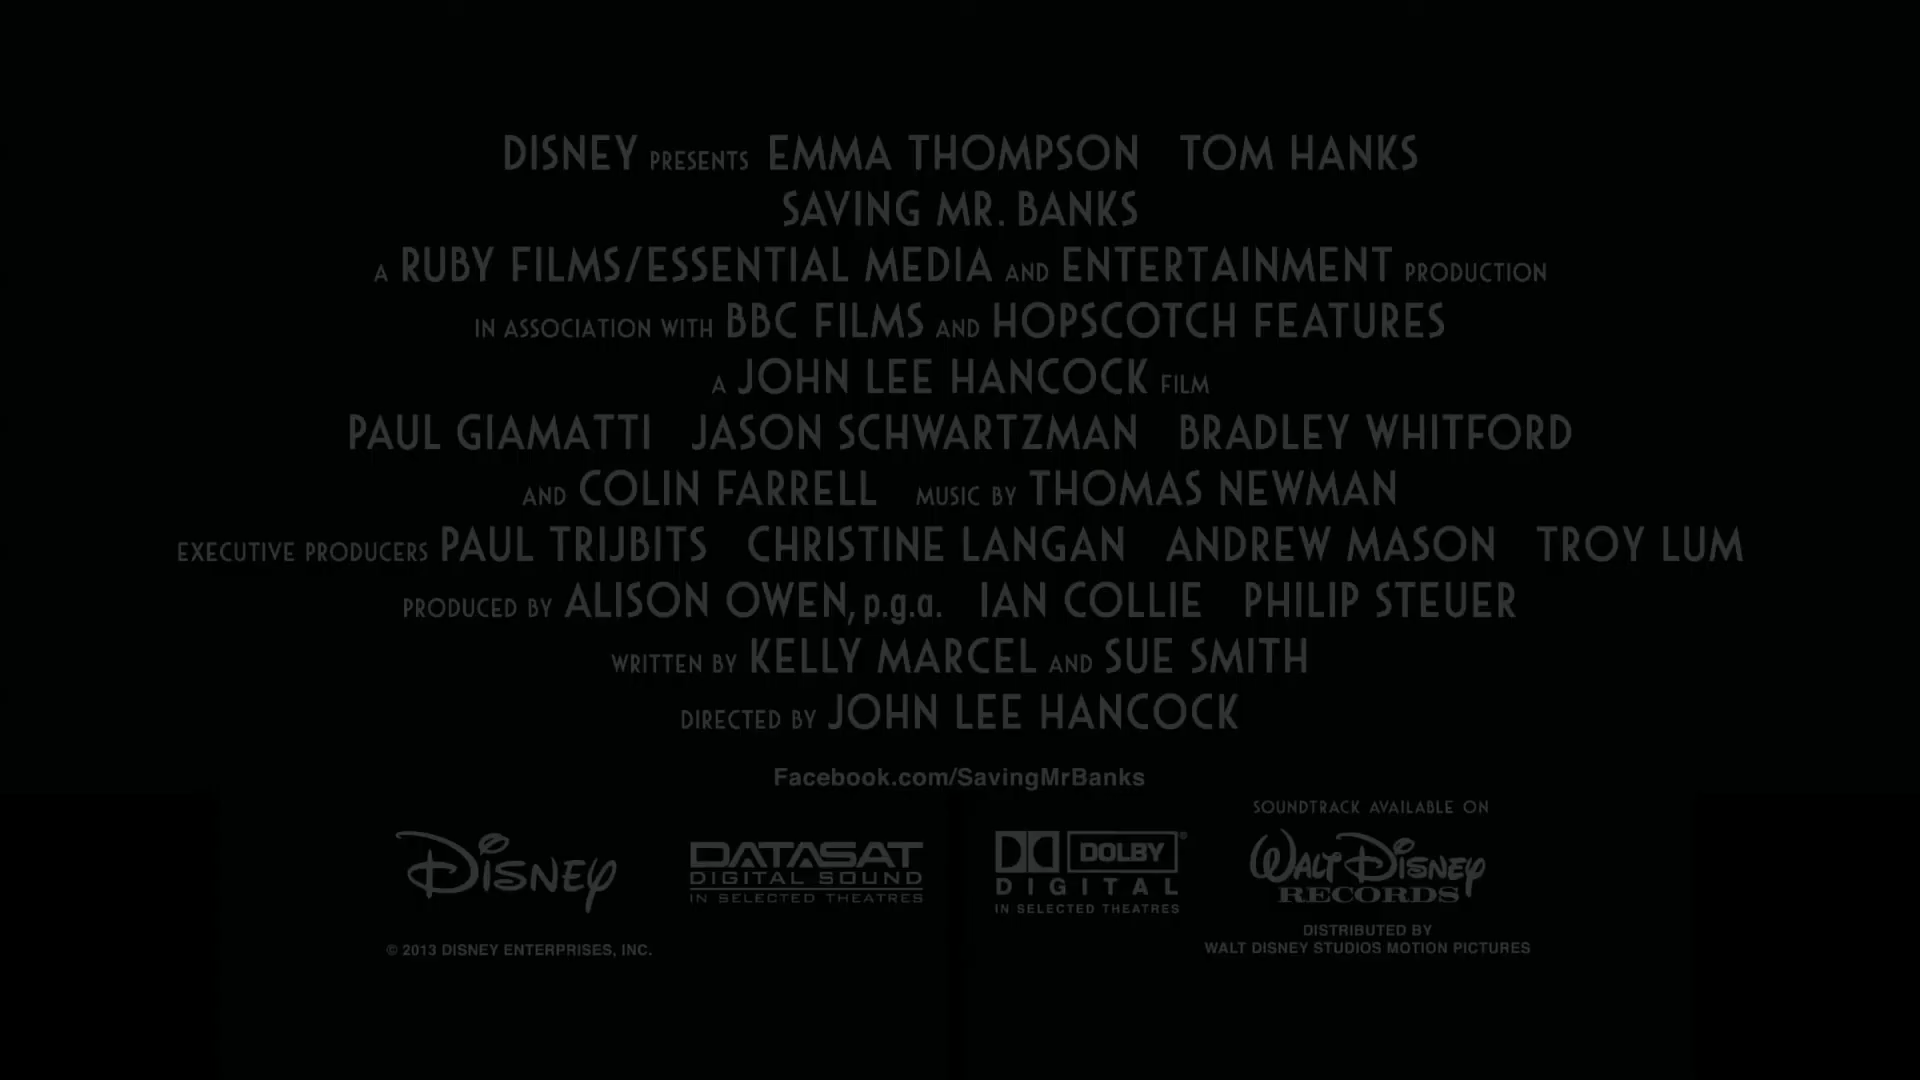 DISNEY PRESENTS EMMA THOMPSON TOM HANKS
SAVING MR. BANKS
A RUBY FILMS/ESSENTIAL MEDIA AND ENTERTAINMENT PRODUCTION
IN ASSOCIATION WITH BBC FILMS AND HOPSCOTCH FEATURES
A JOHN LEE HANCOCK FILM
PAUL GIAMATTI JASON SCHWARTZMAN BRADLEY WHITFORD
AND COLIN FARRELL MUSIC BY THOMAS NEWMAN
EXECUTIVE PRODUCERS PAUL TRIJBITS CHRISTINE LANGAN ANDREW MASON TROY LUM
PRODUCED BY ALISON OWEN, p.g.a. IAN COLLIE PHILIP STEUER
WRITTEN BY KELLY MARCEL AND SUE SMITH
DIRECTED BY JOHN LEE HANCOCK
Facebook.com/SavingMrBanks
Disney
© 2013 DISNEY ENTERPRISES, INC.
DATASAT
DIGITAL SOUND
IN SELECTED THEATRES
DOLBY®
DIGITAL
IN SELECTED THEATRES
SOUNDTRACK AVAILABLE ON
WALT DISNEY
RECORDS
DISTRIBUTED BY
WALT DISNEY STUDIOS MOTION PICTURES